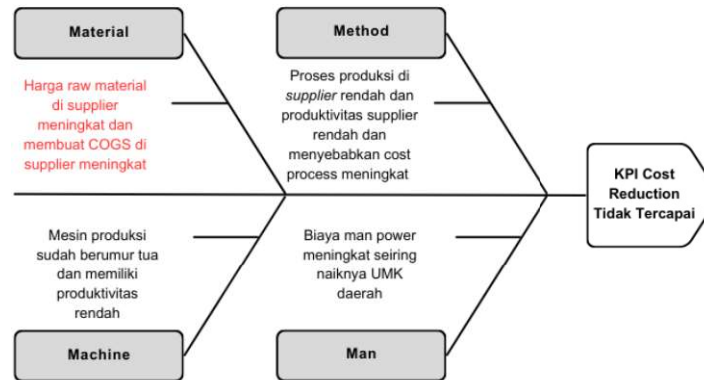 Material
Harga raw material
di supplier
meningkat dan
membuat COGS di
supplier meningkat
Method
Proses produksi di
supplier rendah dan
produktivitas supplier
rendah dan
menyebabkan cost
process meningkat
KPI Cost
Reduction
Tidak Tercapai
Mesin produksi
sudah berumur tua
dan memiliki
produktivitas
rendah
Machine
Biaya man power
meningkat seiring
naiknya UMK
daerah
Man